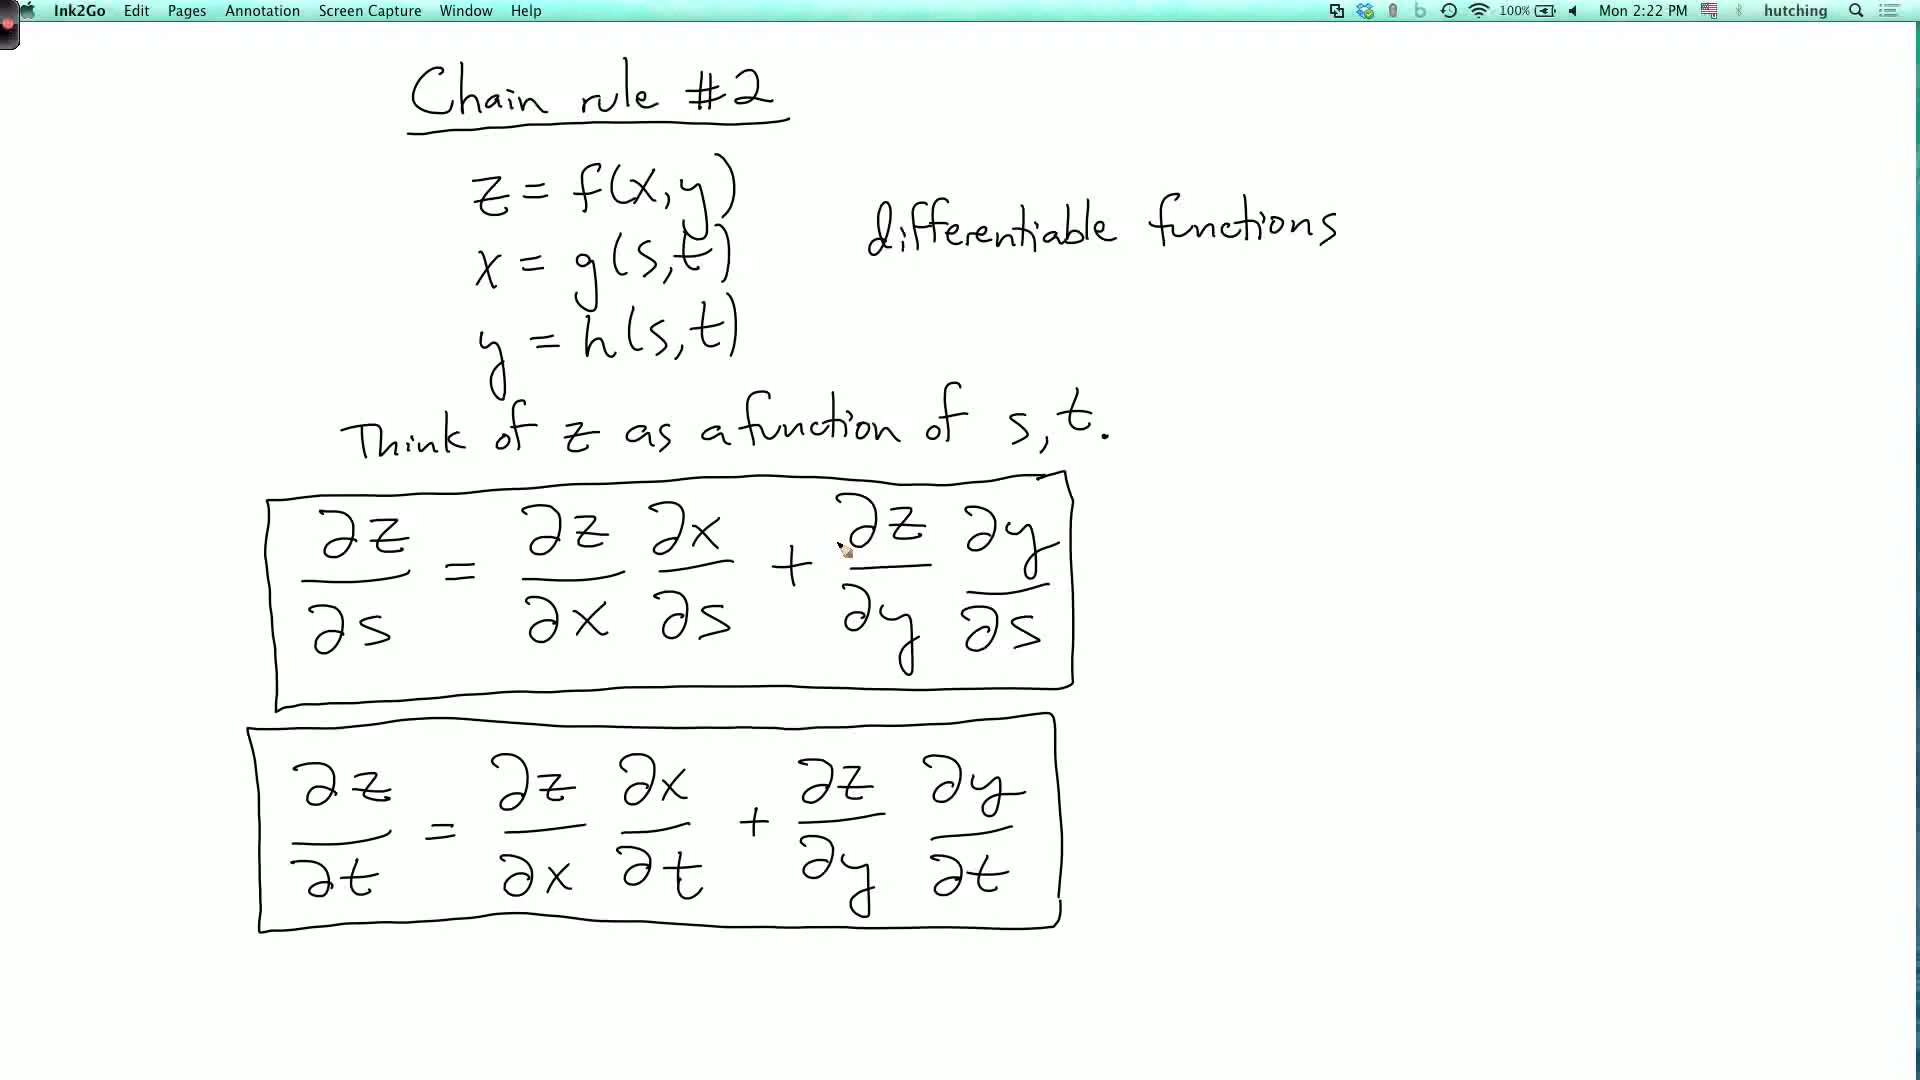 Ink2Go Edit Pages Annotation Screen Capture Window Help 100% Mon 2:22 PM hutching
Chain rule #2
z = f(x,y)
x = g(s,t)
y = h(s,t)
differentiable functions
Think of z as a function of s, t.
∂z/∂s = ∂z/∂x ∂x/∂s + ∂z/∂y ∂y/∂s
∂z/∂t = ∂z/∂x ∂x/∂t + ∂z/∂y ∂y/∂t